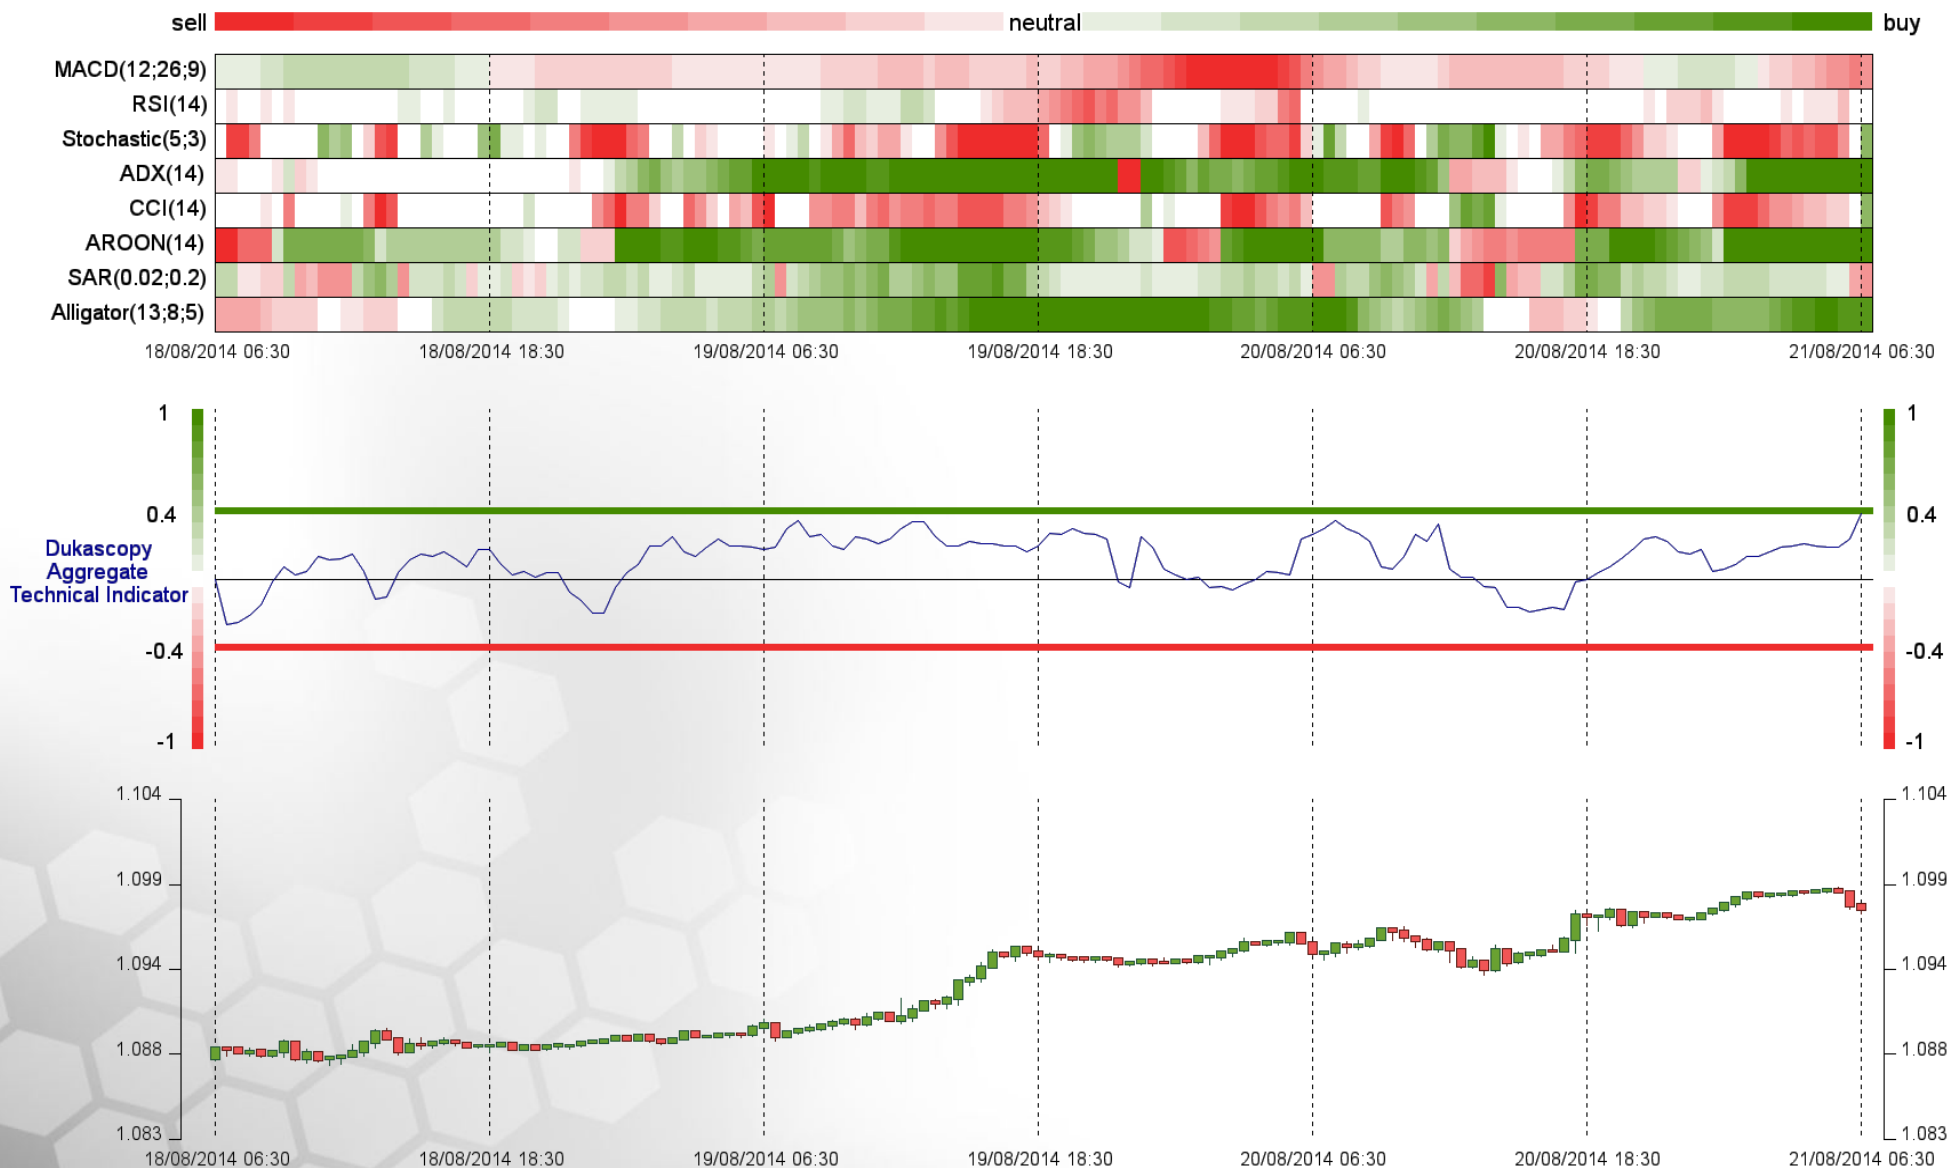 sell neutral buy
MACD(12;26;9)
RSI(14)
Stochastic(5;3)
ADX(14)
CCI(14)
AROON(14)
SAR(0.02;0.2)
Alligator(13;8;5)
18/08/2014 06:30 18/08/2014 18:30 19/08/2014 06:30 19/08/2014 18:30 20/08/2014 06:30 20/08/2014 18:30 21/08/2014 06:30
1 1
0.4 0.4
Dukascopy
Aggregate
Technical Indicator
-0.4 -0.4
-1 -1
1.104 1.104
1.099 1.099
1.094 1.094
1.088 1.088
1.083 1.083
18/08/2014 06:30 18/08/2014 18:30 19/08/2014 06:30 19/08/2014 18:30 20/08/2014 06:30 20/08/2014 18:30 21/08/2014 06:30